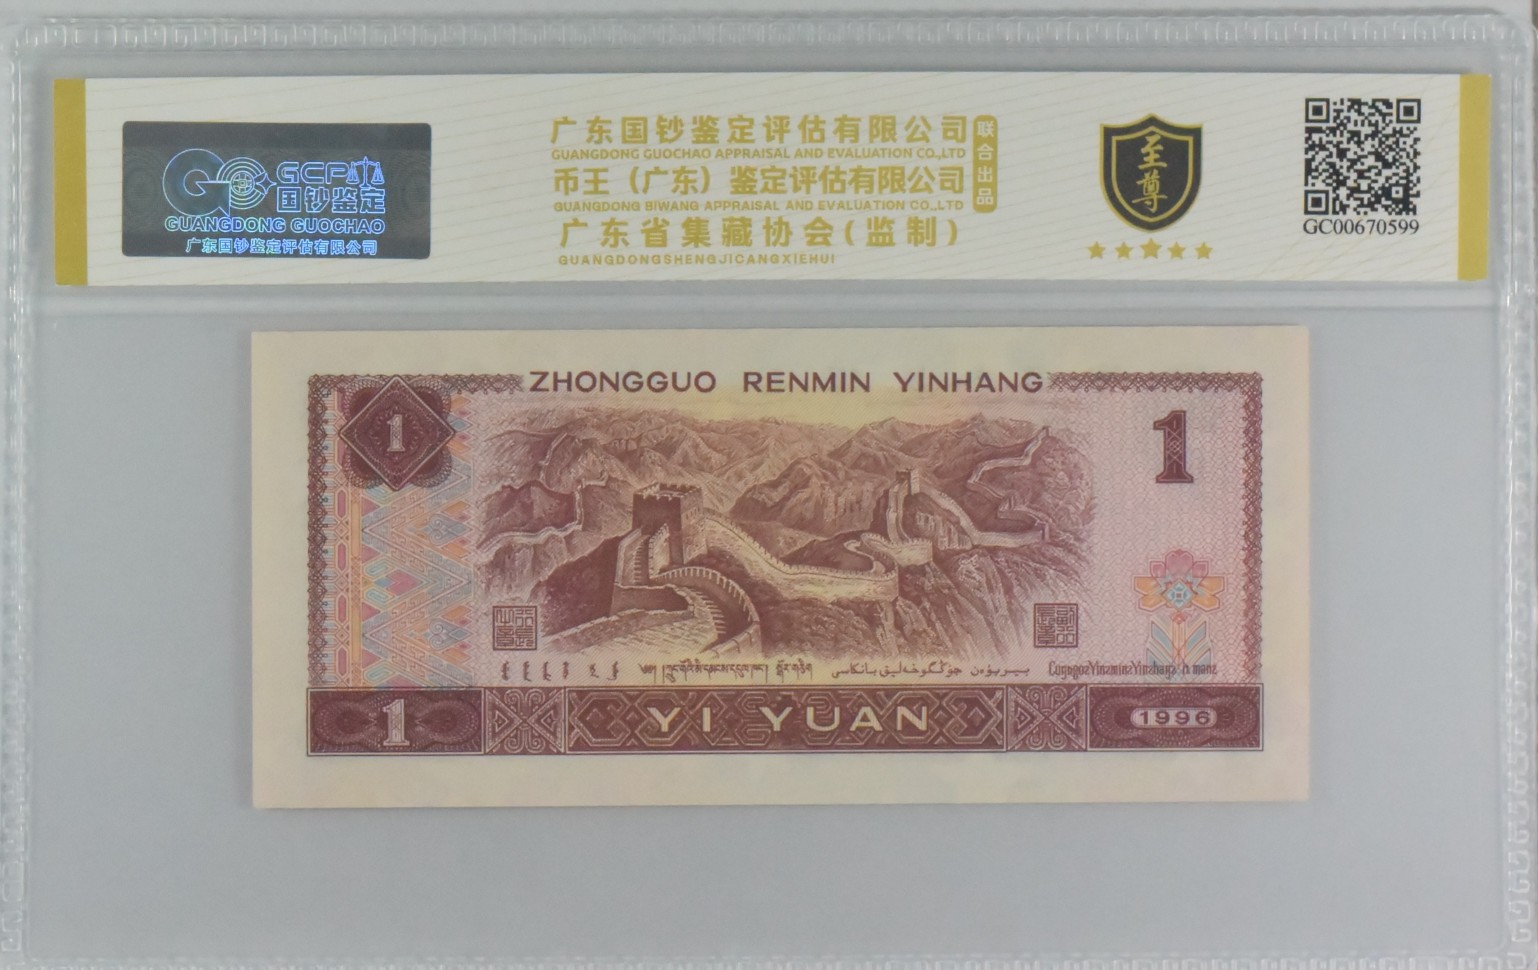 GCP
国钞鉴定
GUANGDONG GUOCHAO
广东国钞鉴定评估有限公司
广东国钞鉴定评估有限公司
GUANGDONG GUOCHAO APPRAISAL AND EVALUATION CO.,LTD
币王（广东）鉴定评估有限公司
GUANGDONG BIWANG APPRAISAL AND EVALUATION CO.,LTD
联合出品
广东省集藏协会(监制)
GUANGDONGSHENGJICANGXIEHUI
至尊
GC00670599
ZHONGGUO RENMIN YINHANG
1
1
1
YI YUAN
1996